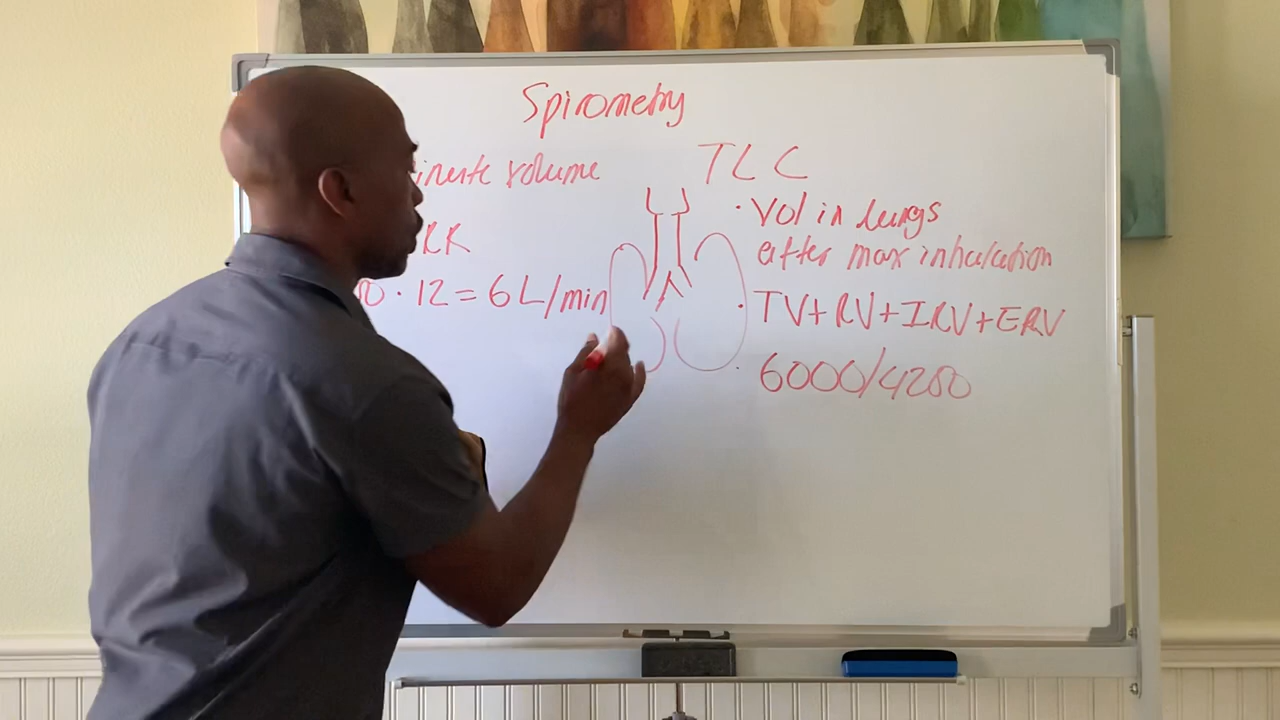 Spirometry
inute volume
RR
0 · 12 = 6L/min
TLC
· Vol in lungs
after max inhalation
· TV+RV+IRV+ERV
· 6000/4200